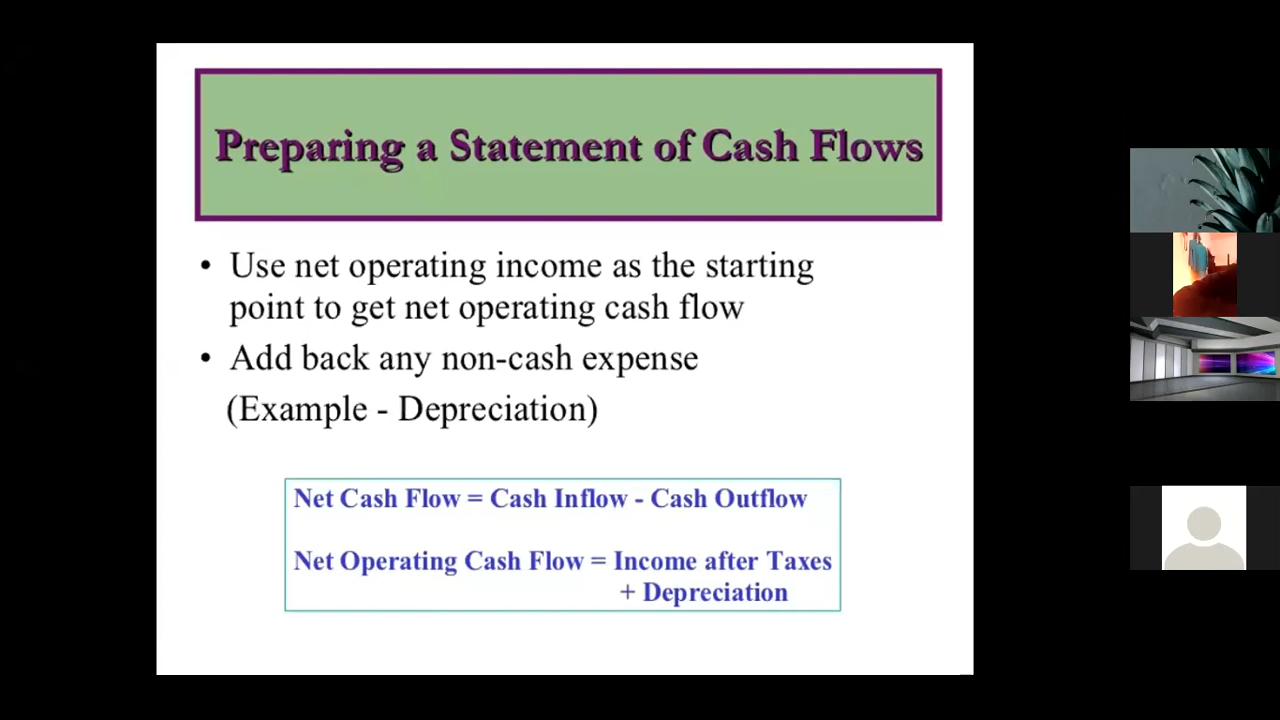 Preparing a Statement of Cash Flows
• Use net operating income as the starting
point to get net operating cash flow
• Add back any non-cash expense
(Example - Depreciation)
Net Cash Flow = Cash Inflow - Cash Outflow
Net Operating Cash Flow = Income after Taxes
+ Depreciation